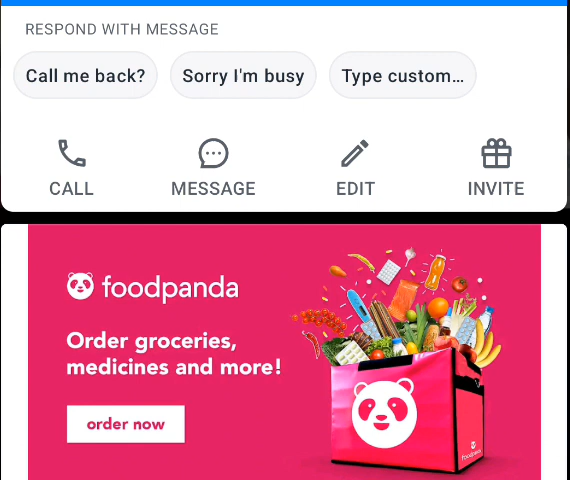 RESPOND WITH MESSAGE
Call me back? Sorry I'm busy Type custom...
CALL MESSAGE EDIT INVITE
foodpanda
Order groceries,
medicines and more!
order now
foodpanda